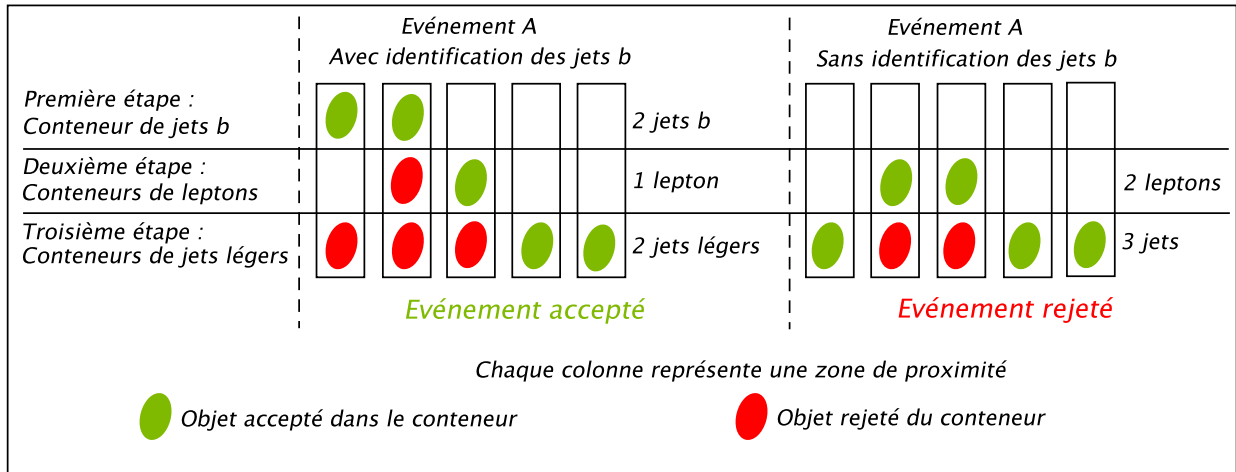 Evénement A
Avec identification des jets b
Evénement A
Sans identification des jets b
Première étape :
Conteneur de jets b
2 jets b
Deuxième étape :
Conteneurs de leptons
1 lepton
2 leptons
Troisième étape :
Conteneurs de jets légers
2 jets légers
3 jets
Evénement accepté
Evénement rejeté
Chaque colonne représente une zone de proximité
Objet accepté dans le conteneur
Objet rejeté du conteneur